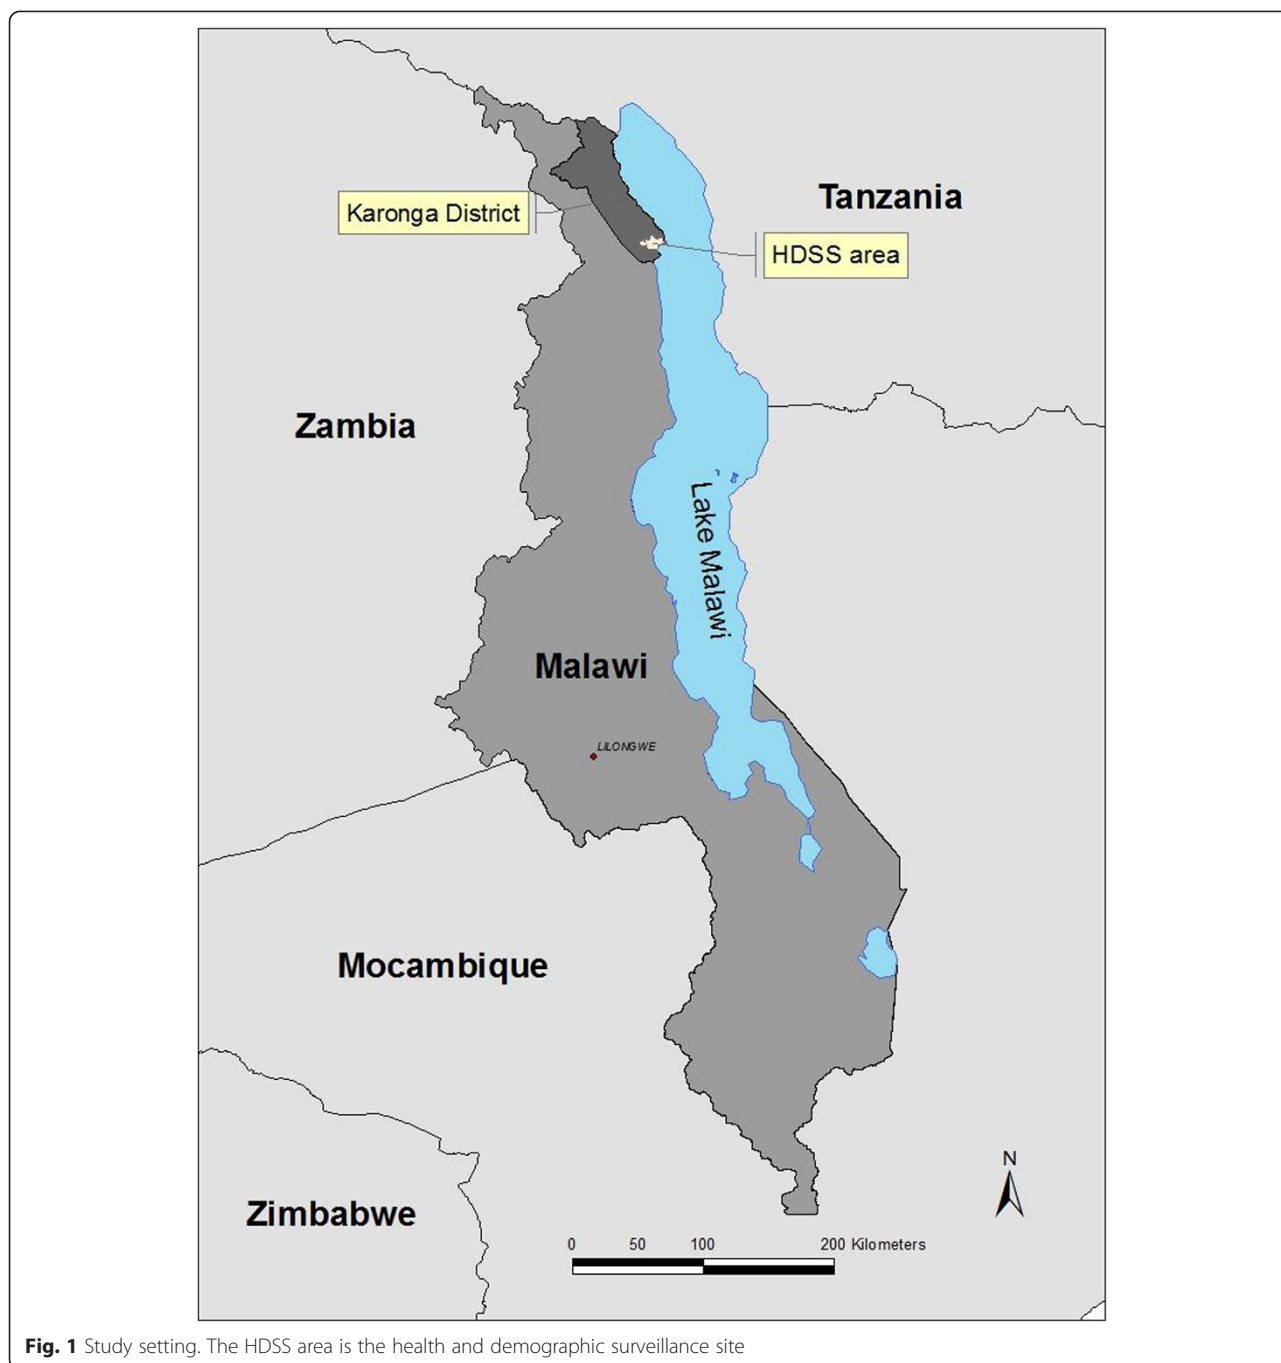 Tanzania
Karonga District
HDSS area
Zambia
Lake Malawi
Malawi
LILONGWE
Mocambique
N
Zimbabwe
0 50 100 200 Kilometers
Fig. 1 Study setting. The HDSS area is the health and demographic surveillance site